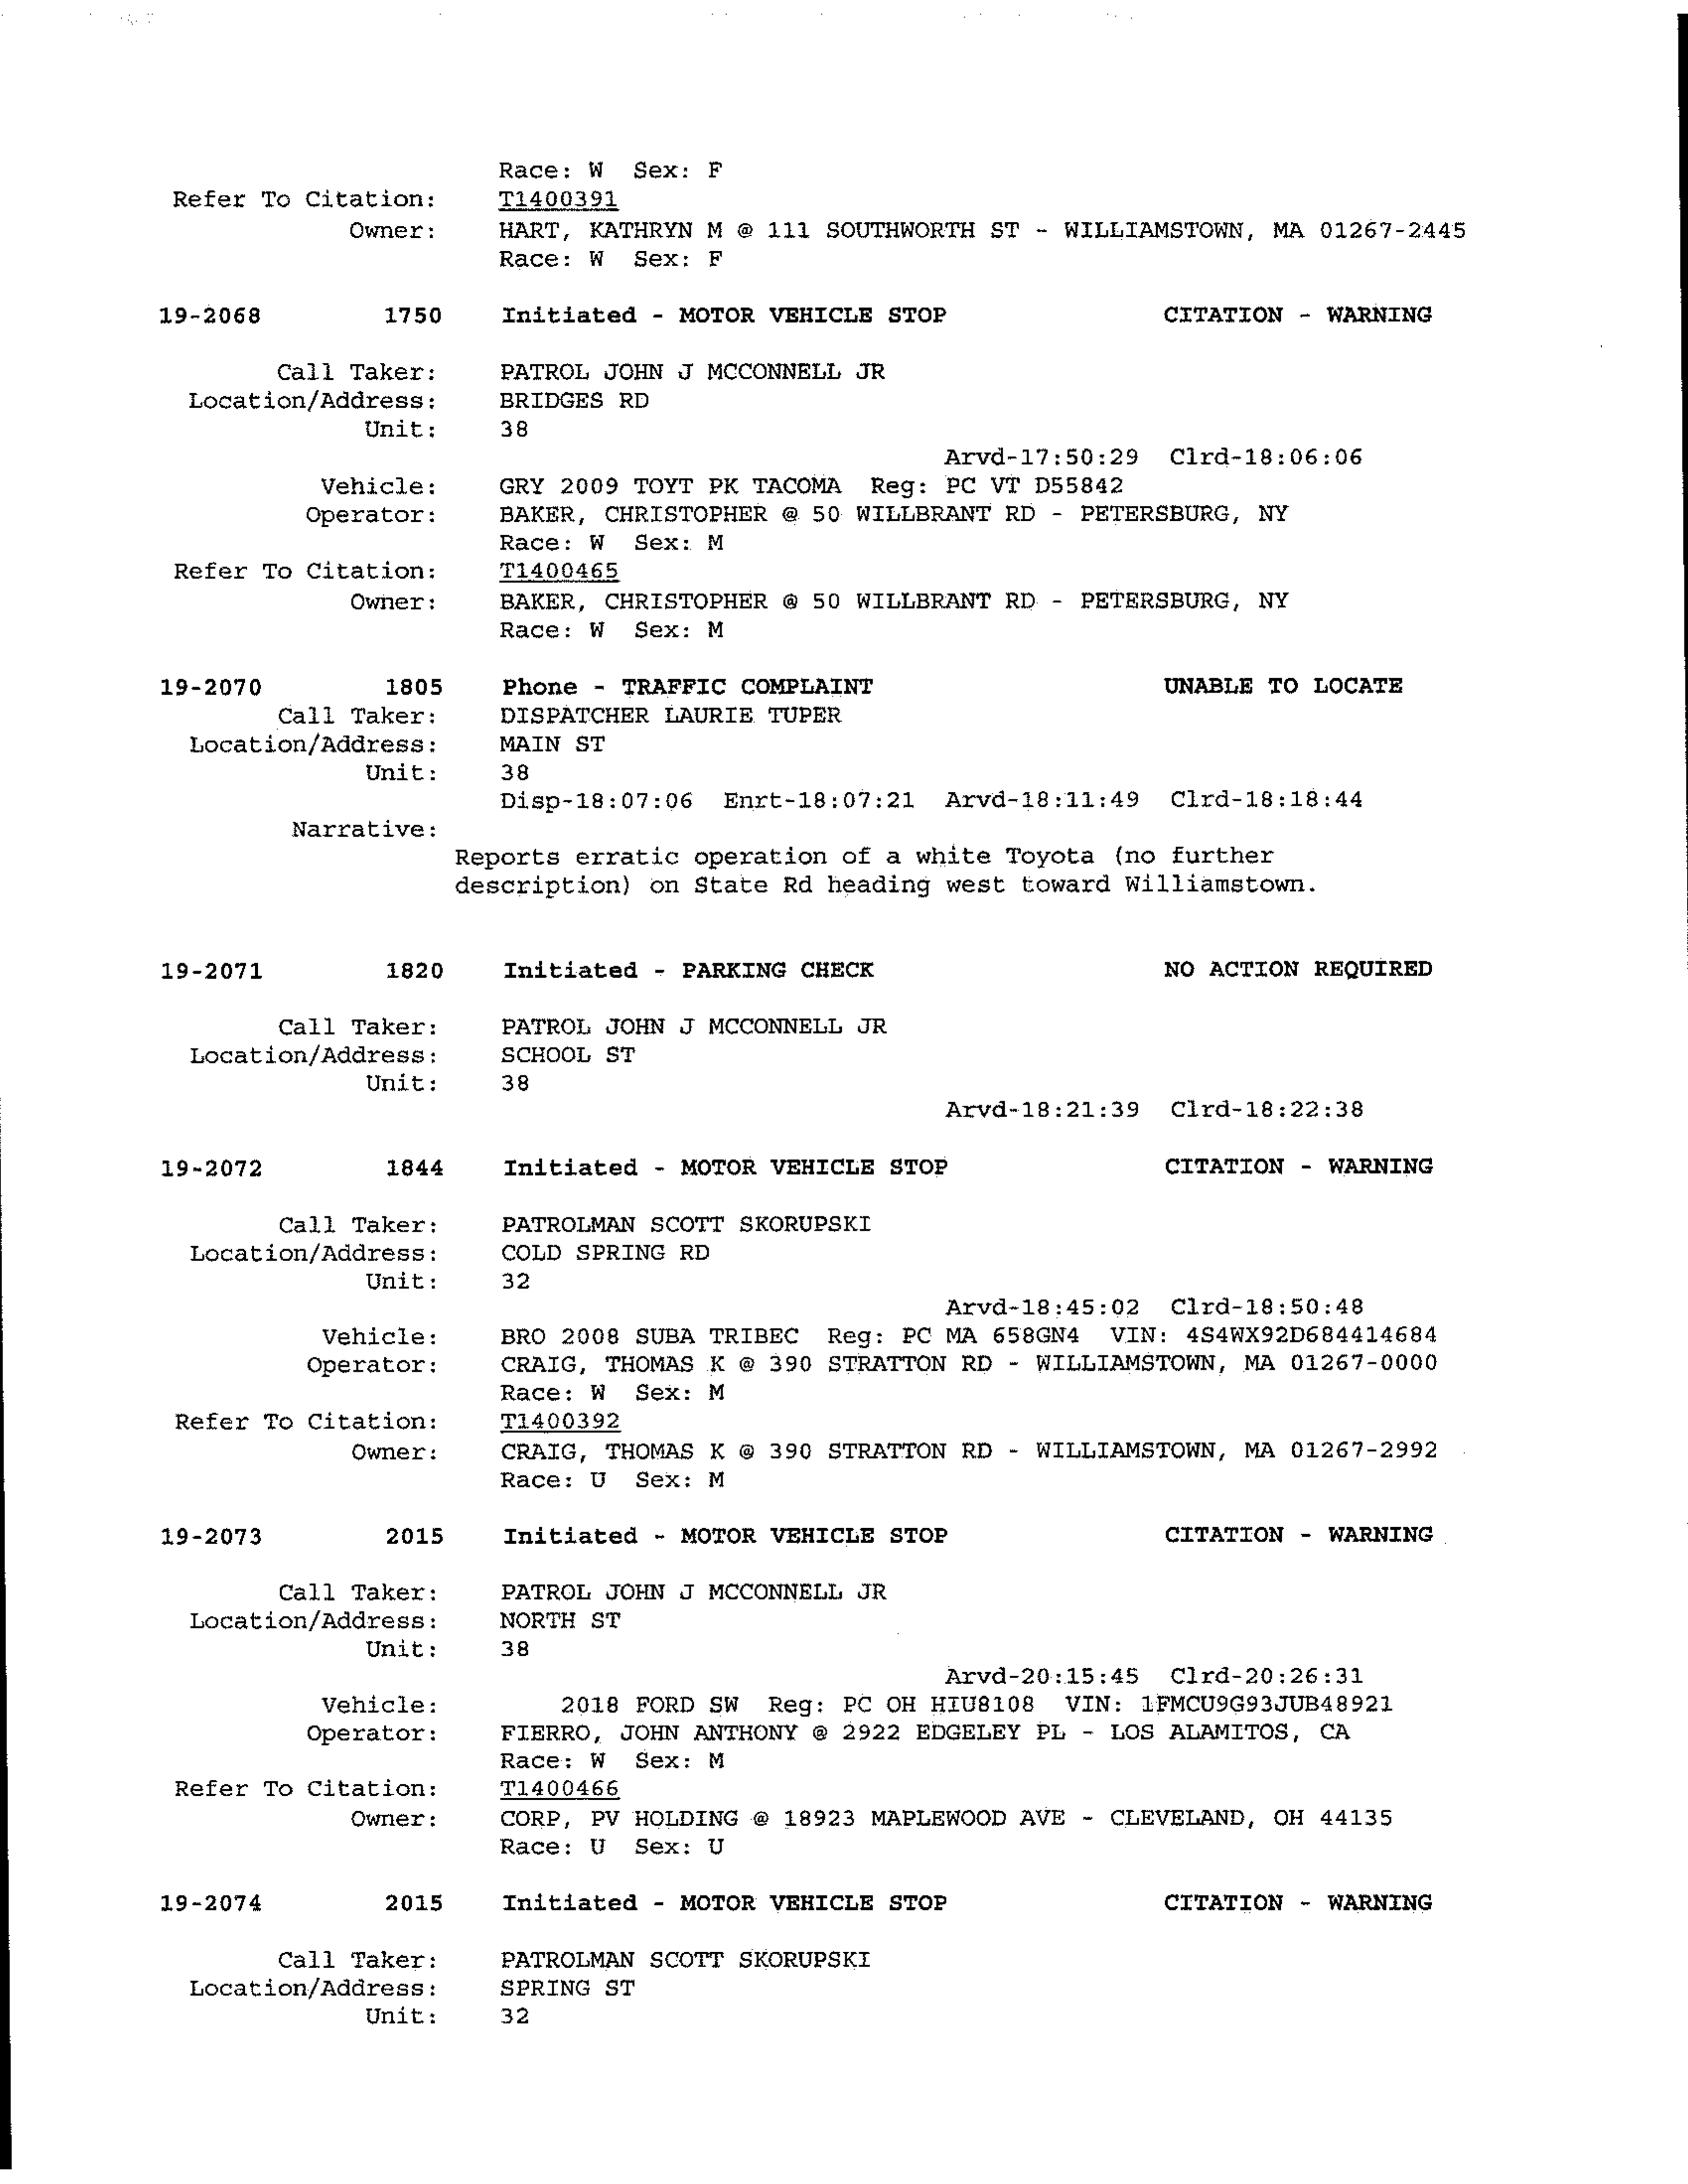 Race: W Sex: F
Refer To Citation: T1400391
Owner: HART, KATHRYN M @ 111 SOUTHWORTH ST - WILLIAMSTOWN, MA 01267-2445
Race: W Sex: F
19-2068 1750 Initiated - MOTOR VEHICLE STOP CITATION - WARNING
Call Taker: PATROL JOHN J MCCONNELL JR
Location/Address: BRIDGES RD
Unit: 38
Arvd-17:50:29 Clrd-18:06:06
Vehicle: GRY 2009 TOYT PK TACOMA Reg: PC VT D55842
Operator: BAKER, CHRISTOPHER @ 50 WILLBRANT RD - PETERSBURG, NY
Race: W Sex: M
Refer To Citation: T1400465
Owner: BAKER, CHRISTOPHER @ 50 WILLBRANT RD - PETERSBURG, NY
Race: W Sex: M
19-2070 1805 Phone - TRAFFIC COMPLAINT UNABLE TO LOCATE
Call Taker: DISPATCHER LAURIE TUPER
Location/Address: MAIN ST
Unit: 38
Disp-18:07:06 Enrt-18:07:21 Arvd-18:11:49 Clrd-18:18:44
Narrative:
Reports erratic operation of a white Toyota (no further
description) on State Rd heading west toward Williamstown.
19-2071 1820 Initiated - PARKING CHECK NO ACTION REQUIRED
Call Taker: PATROL JOHN J MCCONNELL JR
Location/Address: SCHOOL ST
Unit: 38
Arvd-18:21:39 Clrd-18:22:38
19-2072 1844 Initiated - MOTOR VEHICLE STOP CITATION - WARNING
Call Taker: PATROLMAN SCOTT SKORUPSKI
Location/Address: COLD SPRING RD
Unit: 32
Arvd-18:45:02 Clrd-18:50:48
Vehicle: BRO 2008 SUBA TRIBEC Reg: PC MA 658GN4 VIN: 4S4WX92D684414684
Operator: CRAIG, THOMAS K @ 390 STRATTON RD - WILLIAMSTOWN, MA 01267-0000
Race: W Sex: M
Refer To Citation: T1400392
Owner: CRAIG, THOMAS K @ 390 STRATTON RD - WILLIAMSTOWN, MA 01267-2992
Race: U Sex: M
19-2073 2015 Initiated - MOTOR VEHICLE STOP CITATION - WARNING
Call Taker: PATROL JOHN J MCCONNELL JR
Location/Address: NORTH ST
Unit: 38
Arvd-20:15:45 Clrd-20:26:31
Vehicle: 2018 FORD SW Reg: PC OH HIU8108 VIN: 1FMCU9G93JUB48921
Operator: FIERRO, JOHN ANTHONY @ 2922 EDGELEY PL - LOS ALAMITOS, CA
Race: W Sex: M
Refer To Citation: T1400466
Owner: CORP, PV HOLDING @ 18923 MAPLEWOOD AVE - CLEVELAND, OH 44135
Race: U Sex: U
19-2074 2015 Initiated - MOTOR VEHICLE STOP CITATION - WARNING
Call Taker: PATROLMAN SCOTT SKORUPSKI
Location/Address: SPRING ST
Unit: 32